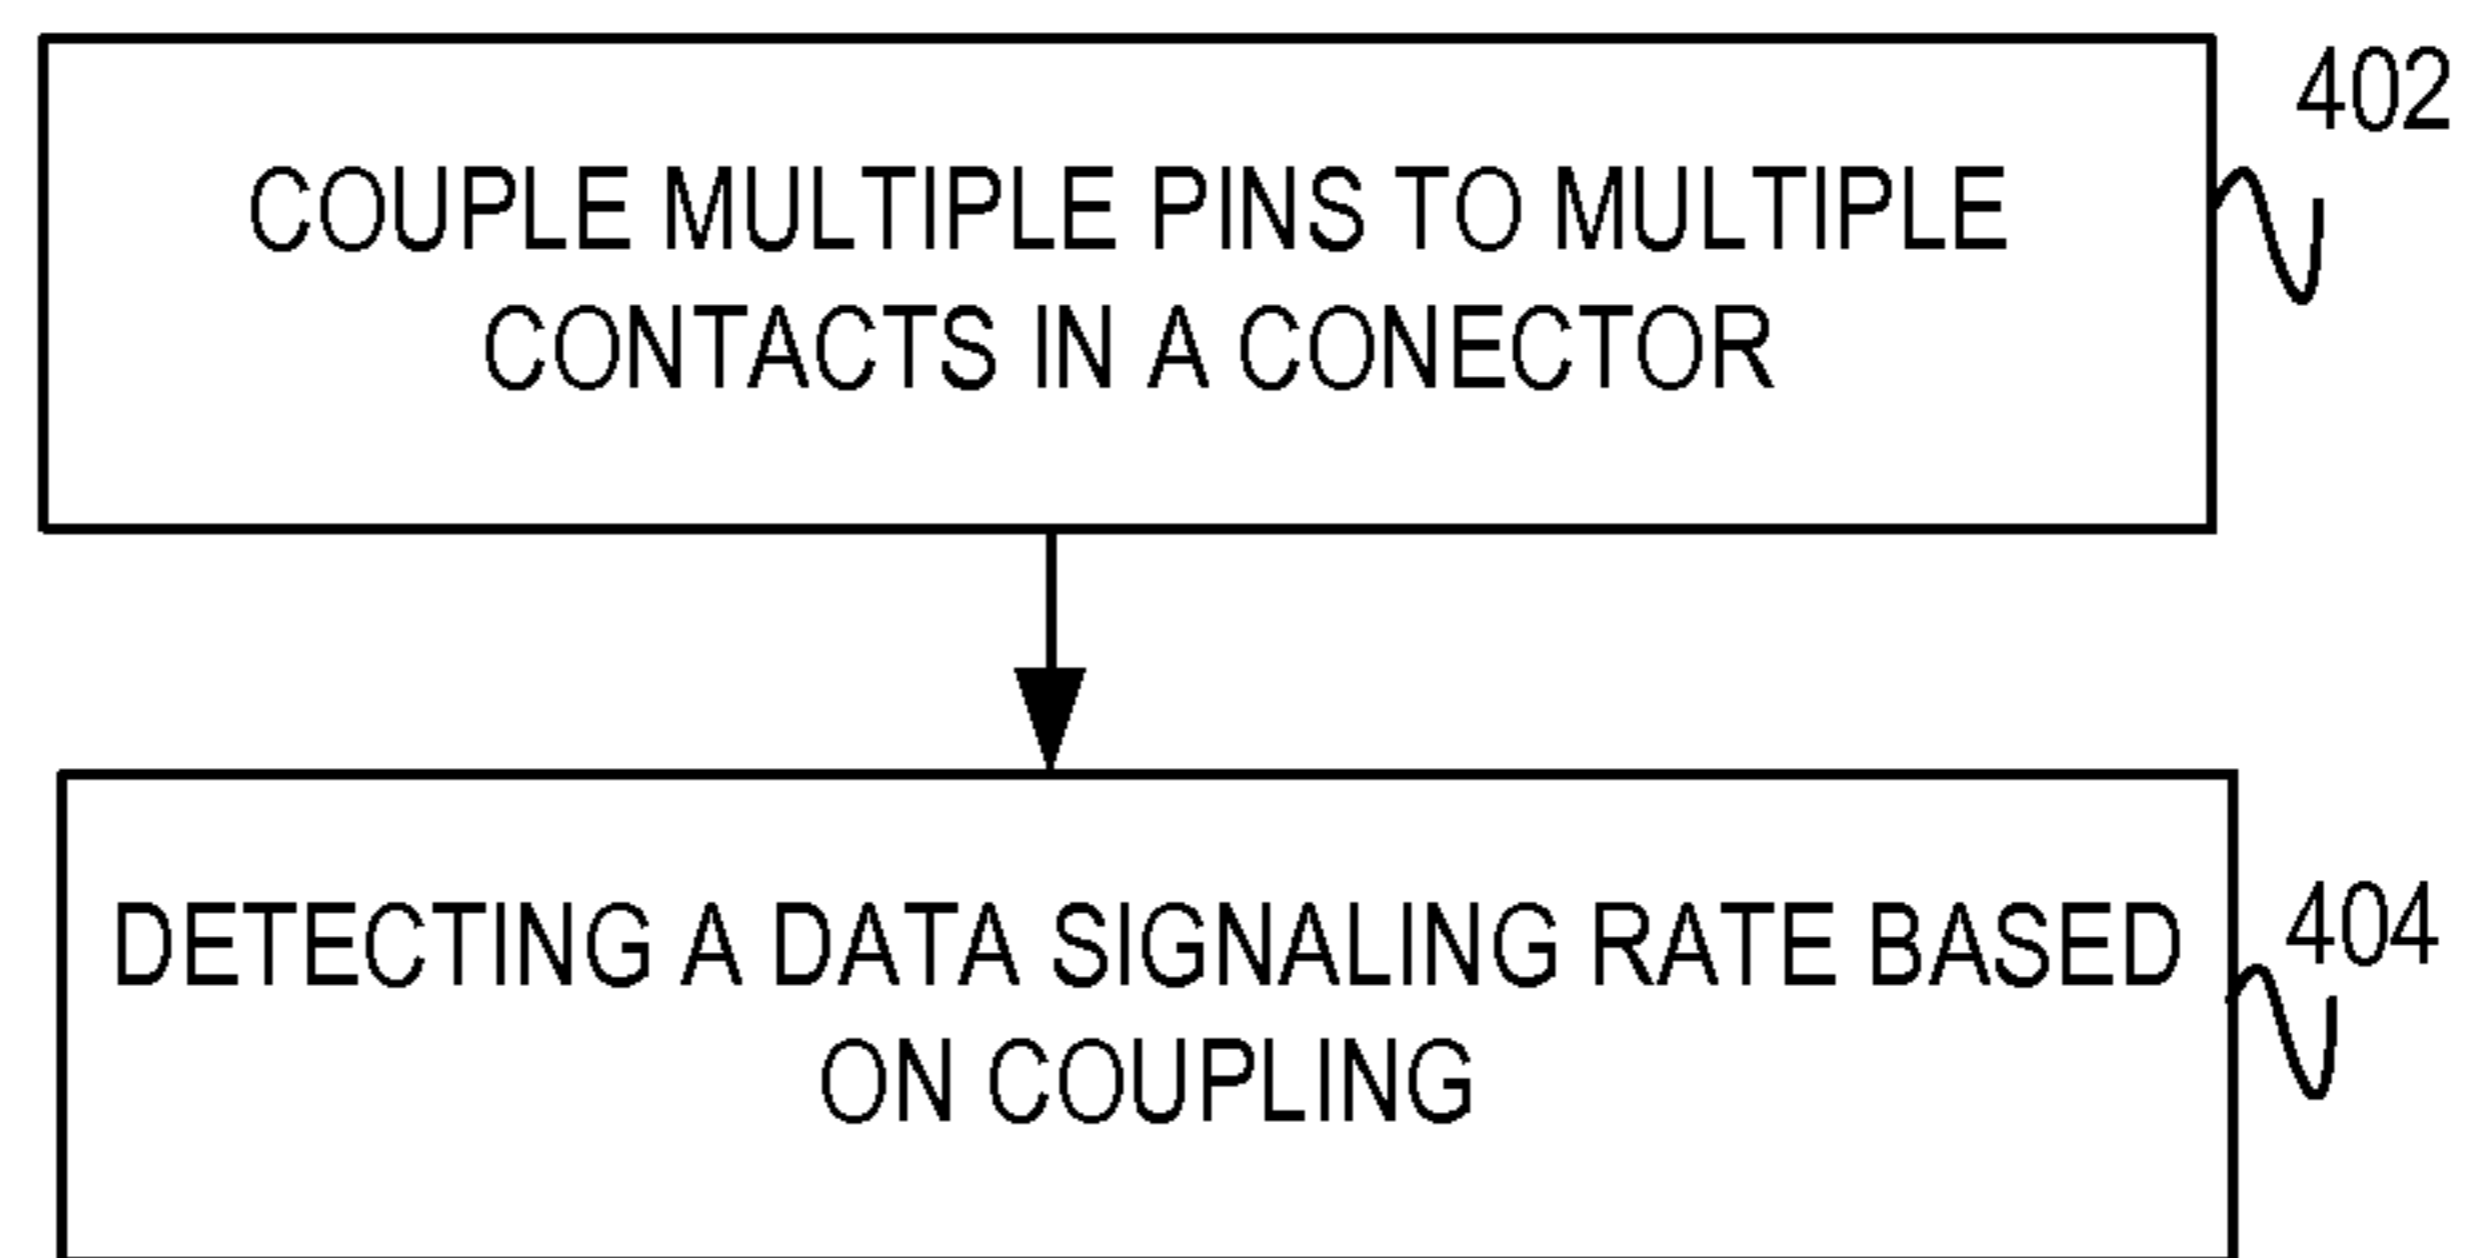 402
COUPLE MULTIPLE PINS TO MULTIPLE
CONTACTS IN A CONECTOR
404
DETECTING A DATA SIGNALING RATE BASED
ON COUPLING